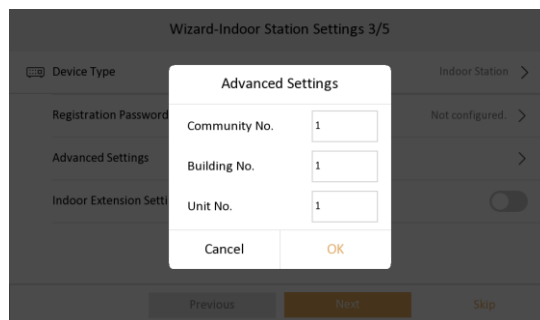 Wizard-Indoor Station Settings 3/5
Device Type
Indoor Station >
Registration Password
Not configured. >
Advanced Settings
>
Indoor Extension Setti
Advanced Settings
Community No.
1
Building No.
1
Unit No.
1
Cancel
OK
Previous
Next
Skip